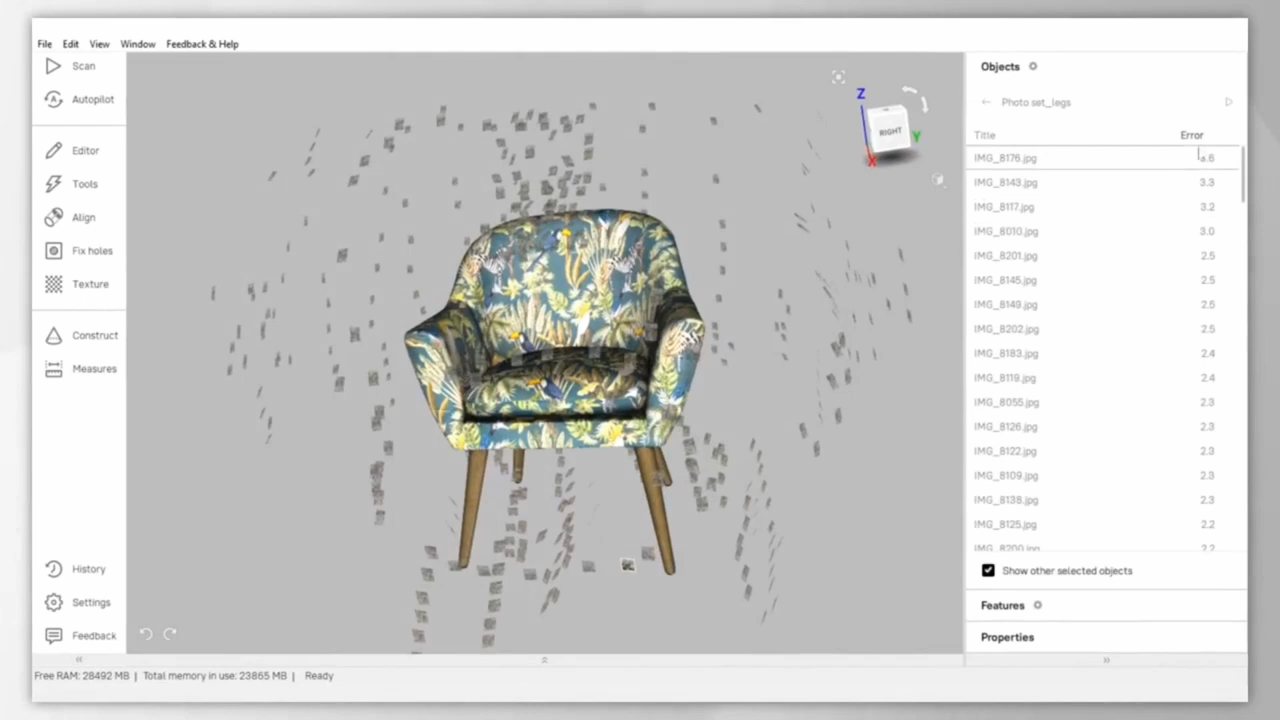 File Edit View Window Feedback & Help
Scan
Autopilot
Editor
Tools
Align
Fix holes
Texture
Construct
Measures
History
Settings
Feedback
Z
RIGHT
Y
X
Objects
Photo set_legs
Title Error
IMG_8176.jpg
IMG_8143.jpg 3.3
IMG_8117.jpg 3.2
IMG_8010.jpg 3.0
IMG_8201.jpg 2.5
IMG_8145.jpg 2.5
IMG_8149.jpg 2.5
IMG_8202.jpg 2.5
IMG_8183.jpg 2.4
IMG_8119.jpg 2.4
IMG_8055.jpg 2.3
IMG_8126.jpg 2.3
IMG_8122.jpg 2.3
IMG_8109.jpg 2.3
IMG_8138.jpg 2.3
IMG_8125.jpg 2.2
IMG_8200.jpg 2.2
Show other selected objects
Features
Properties
Free RAM: 28492 MB | Total memory in use: 23865 MB | Ready